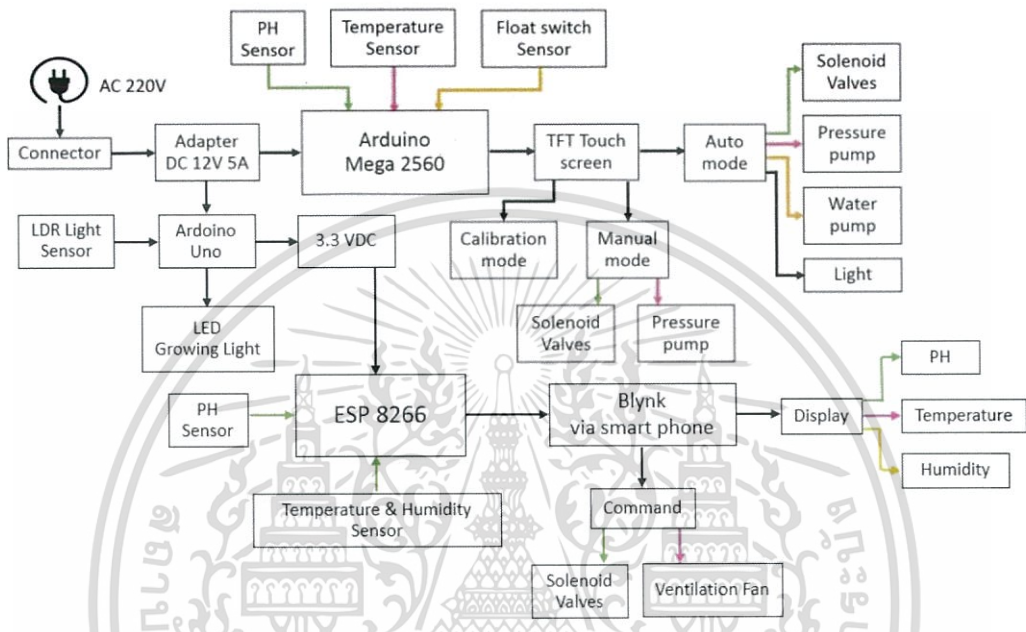 PH
Sensor
Temperature
Sensor
Float switch
Sensor
AC 220V
Solenoid
Valves
Connector
Adapter
DC 12V 5A
Arduino
Mega 2560
TFT Touch
screen
Auto
mode
Pressure
pump
Water
pump
LDR Light
Sensor
Ardoino
Uno
3.3 VDC
Calibration
mode
Manual
mode
Light
LED
Growing Light
Solenoid
Valves
Pressure
pump
PH
Sensor
ESP 8266
Blynk
via smart phone
Display
PH
Temperature
Humidity
Temperature & Humidity
Sensor
Command
Solenoid
Valves
Ventilation Fan